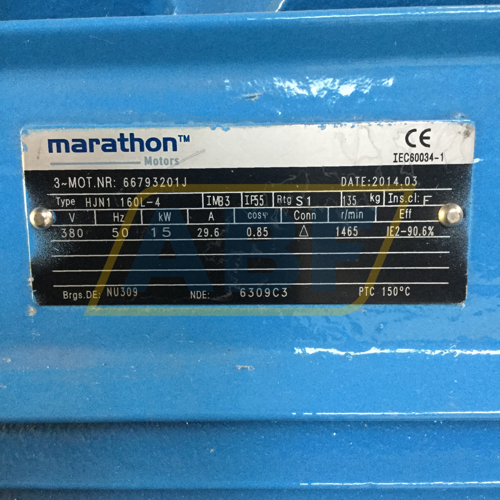 marathon™
Motors
CE
IEC60034-1
3~MOT.NR: 66793201J DATE:2014.03
Type HJN1 160L-4 IMB3 IP55 Rtg S1 135 kg Ins.cl: F
V Hz kW A cosφ Conn r/min Eff
380 50 15 29.6 0.85 △ 1465 IE2-90.6%
Brgs.DE: NU309 NDE: 6309C3 PTC 150°C
ABF